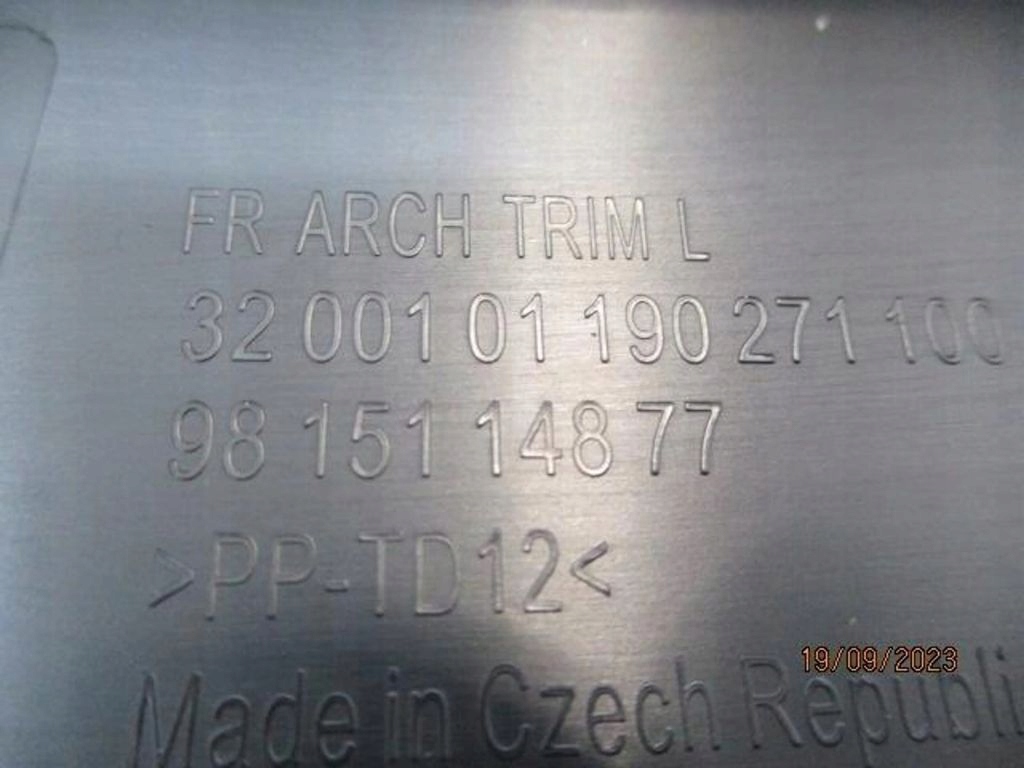 FR ARCH TRIM L
32 001 01 190 271 100
98 151 148 77
>PP-TD12<
19/09/2023
Made in Czech Republi